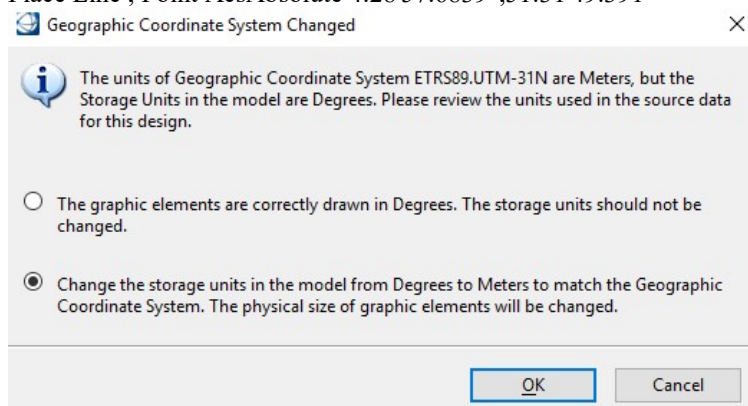 Geographic Coordinate System Changed
The units of Geographic Coordinate System ETRS89.UTM-31N are Meters, but the
Storage Units in the model are Degrees. Please review the units used in the source data
for this design.
The graphic elements are correctly drawn in Degrees. The storage units should not be
changed.
Change the storage units in the model from Degrees to Meters to match the Geographic
Coordinate System. The physical size of graphic elements will be changed.
OK Cancel